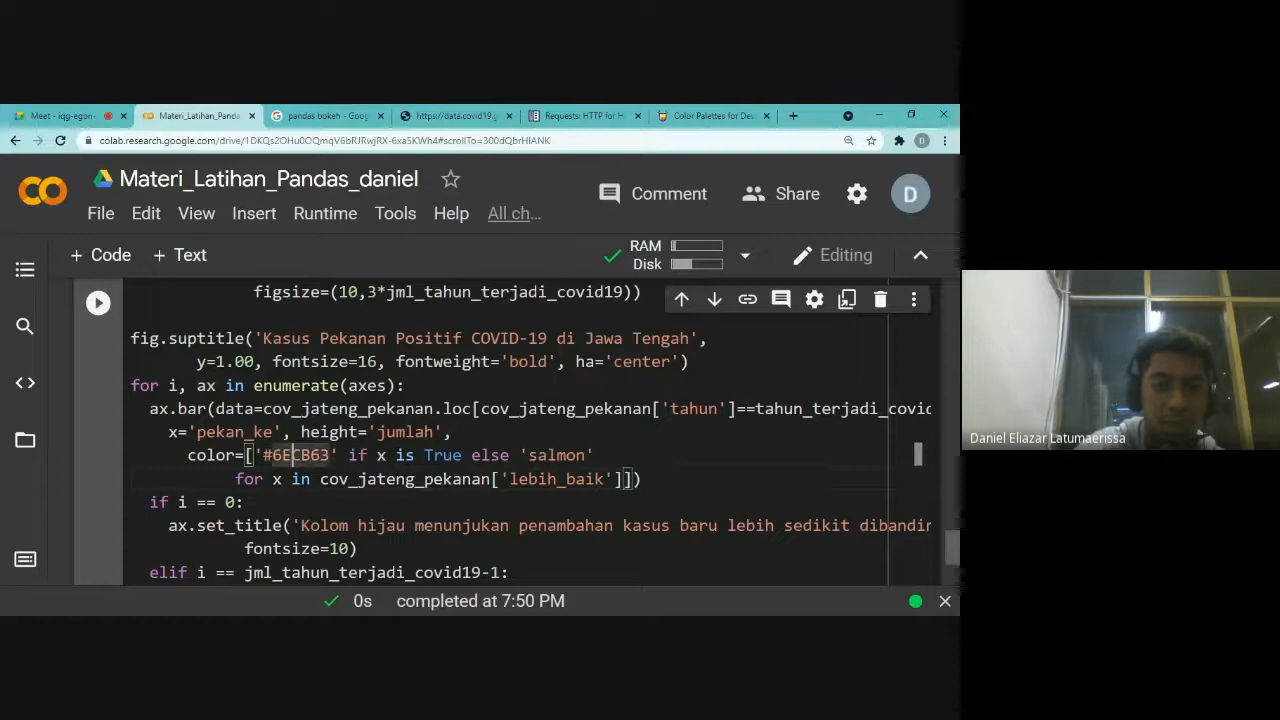 Meet - iqg-egon-
Materi_Latihan_Pandas_dan
pandas bokeh - Goog
https://data.covid19.g
Requests: HTTP for H
Color Palettes for De
colab.research.google.com/drive/1DKQs2OHu0OQmqV6bRJRwjRX-6xa5KWh4#scrollTo=300dQbrHIANK
D
Materi_Latihan_Pandas_daniel
Comment
Share
D
File Edit View Insert Runtime Tools Help All ch...
+ Code + Text
RAM
Disk
Editing
figsize=(10,3*jml_tahun_terjadi_covid19))
fig.suptitle('Kasus Pekanan Positif COVID-19 di Jawa Tengah',
y=1.00, fontsize=16, fontweight='bold', ha='center')
for i, ax in enumerate(axes):
ax.bar(data=cov_jateng_pekanan.loc[cov_jateng_pekanan['tahun']==tahun_terjadi_covid
x='pekan_ke', height='jumlah',
color=['#6ECB63' if x is True else 'salmon'
for x in cov_jateng_pekanan['lebih_baik']])
if i == 0:
ax.set_title('Kolom hijau menunjukan penambahan kasus baru lebih sedikit dibandin
fontsize=10)
elif i == jml_tahun_terjadi_covid19-1:
0s completed at 7:50 PM
Daniel Eliazar Latumaerissa